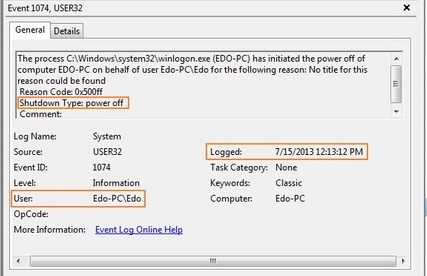 Event 1074, USER32
General Details
The process C:\Windows\system32\winlogon.exe (EDO-PC) has initiated the power off of
computer EDO-PC on behalf of user Edo-PC\Edo for the following reason: No title for this
reason could be found
Reason Code: 0x500ff
Shutdown Type: power off
Comment:
Log Name: System
Source: USER32 Logged: 7/15/2013 12:13:12 PM
Event ID: 1074 Task Category: None
Level: Information Keywords: Classic
User: Edo-PC\Edo Computer: Edo-PC
OpCode:
More Information: Event Log Online Help